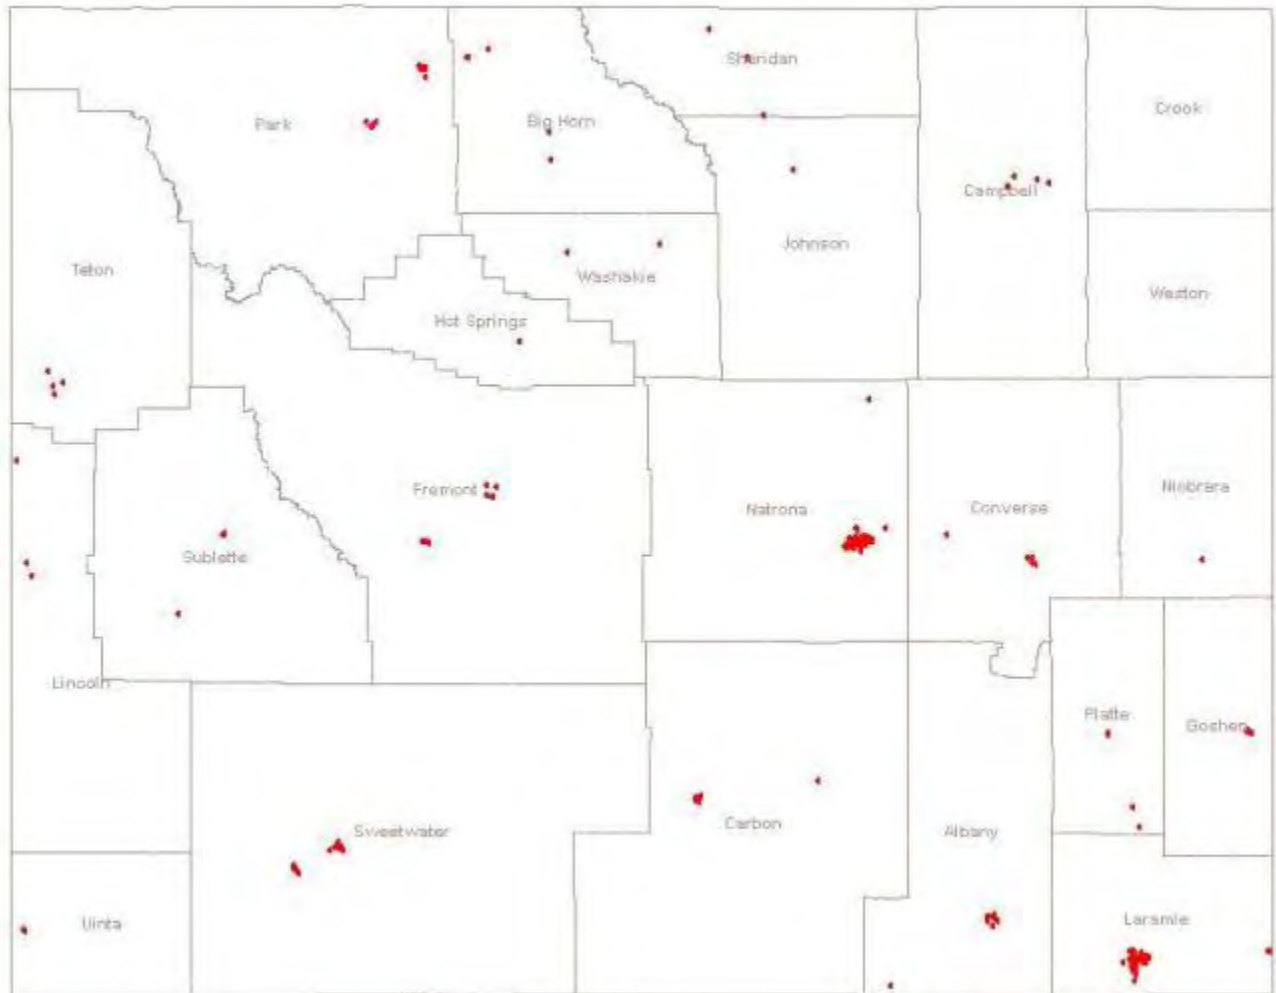 Sheridan
Crook
Park
Big Horn
Campbell
Johnson
Teton
Washakie
Weston
Hot Springs
Fremont
Niobrara
Natrona
Converse
Sublette
Lincoln
Platte
Goshen
Sweetwater
Carbon
Albany
Uinta
Laramie